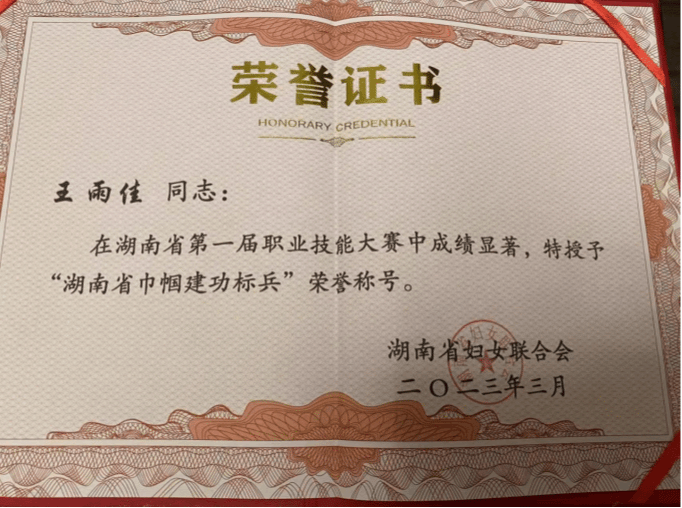 荣誉证书
HONORARY CREDENTIAL
王雨佳 同志：
在湖南省第一届职业技能大赛中成绩显著，特授予
“湖南省巾帼建功标兵”荣誉称号。
湖南省妇女联合会
二〇二三年三月